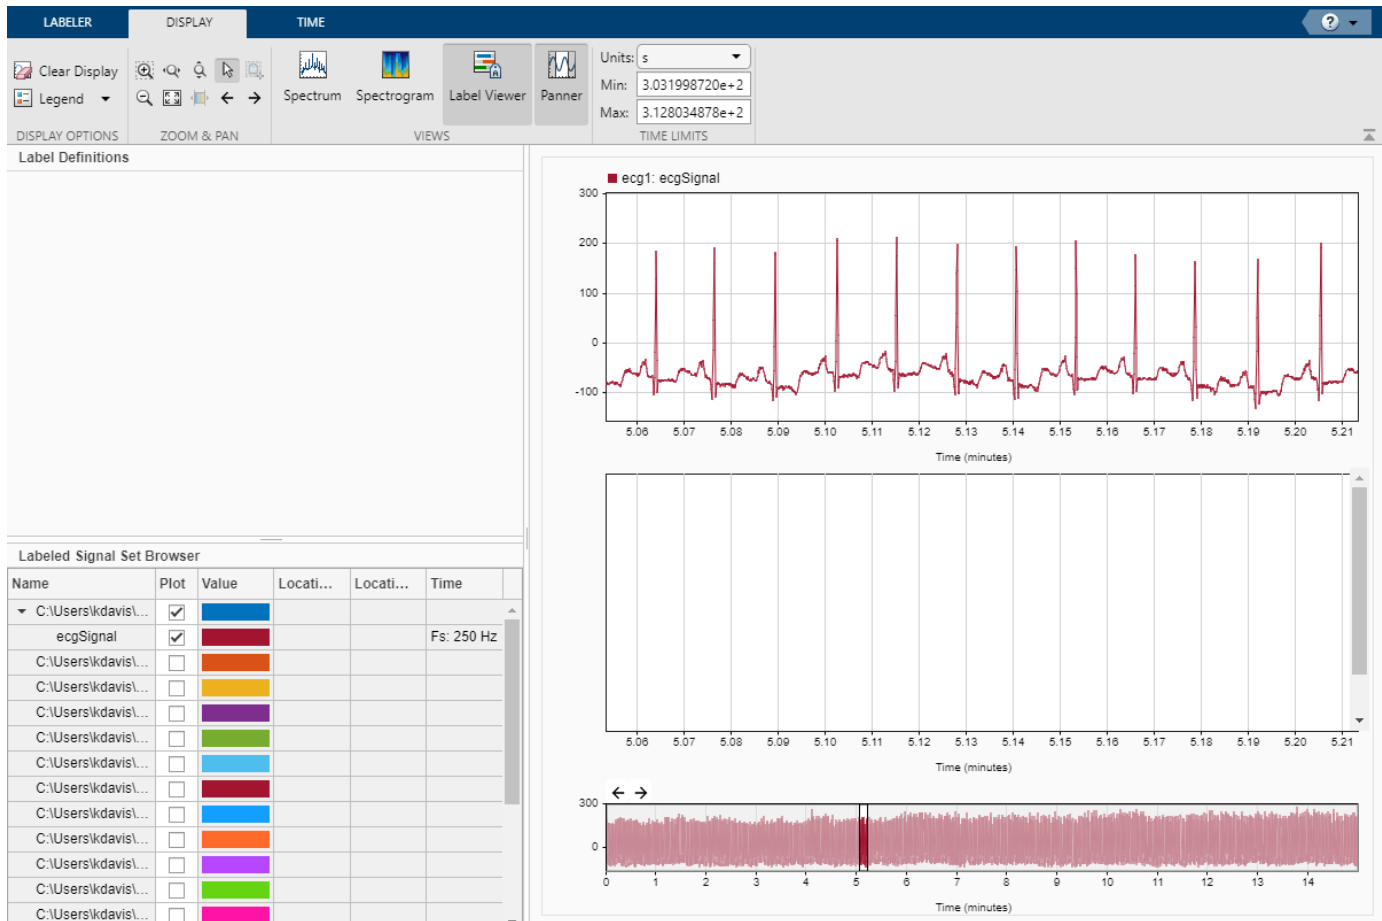 LABELER DISPLAY TIME
?
Clear Display
Legend
Spectrum Spectrogram Label Viewer Panner
Units: s
Min: 3.031998720e+2
Max: 3.128034878e+2
DISPLAY OPTIONS ZOOM & PAN VIEWS TIME LIMITS
Label Definitions
Labeled Signal Set Browser
Name Plot Value Locati... Locati... Time
C:\Users\kdavis\...
ecgSignal Fs: 250 Hz
C:\Users\kdavis\...
C:\Users\kdavis\...
C:\Users\kdavis\...
C:\Users\kdavis\...
C:\Users\kdavis\...
C:\Users\kdavis\...
C:\Users\kdavis\...
C:\Users\kdavis\...
C:\Users\kdavis\...
C:\Users\kdavis\...
C:\Users\kdavis\...
ecg1: ecgSignal
300
200
100
0
-100
5.06 5.07 5.08 5.09 5.10 5.11 5.12 5.13 5.14 5.15 5.16 5.17 5.18 5.19 5.20 5.21
Time (minutes)
5.06 5.07 5.08 5.09 5.10 5.11 5.12 5.13 5.14 5.15 5.16 5.17 5.18 5.19 5.20 5.21
Time (minutes)
300
0
0 1 2 3 4 5 6 7 8 9 10 11 12 13 14
Time (minutes)